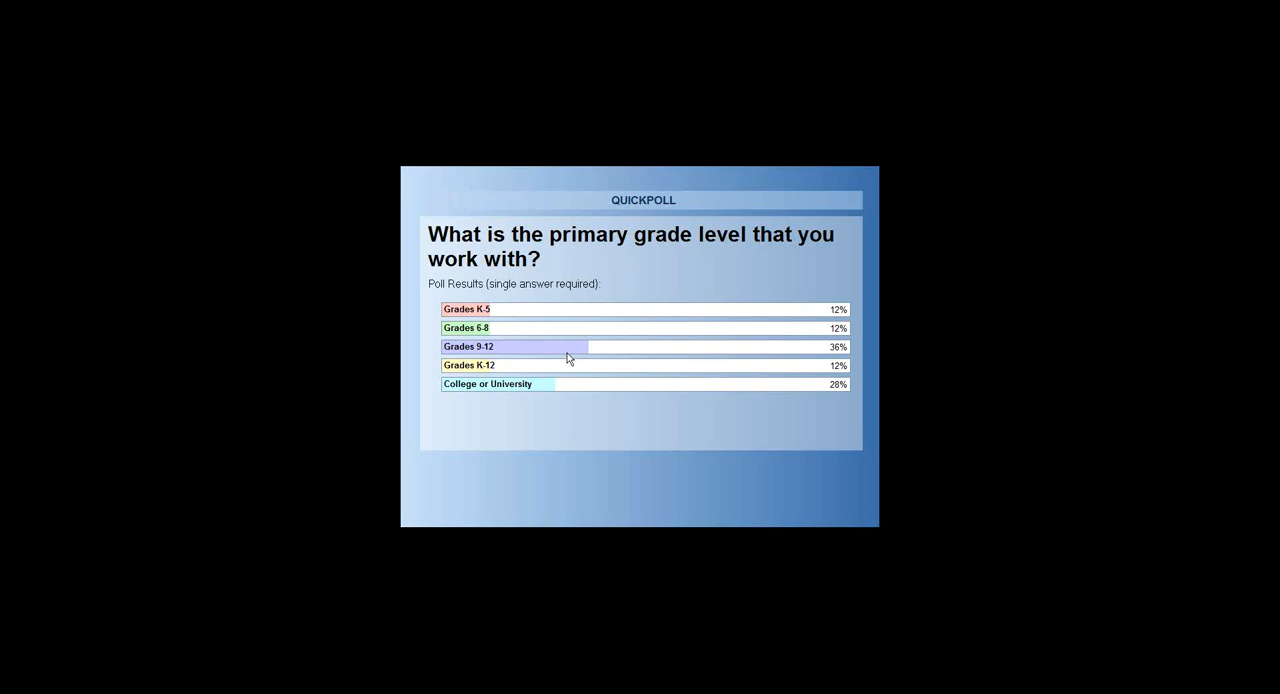 QUICKPOLL
What is the primary grade level that you
work with?
Poll Results (single answer required):
Grades K-5 12%
Grades 6-8 12%
Grades 9-12 36%
Grades K-12 12%
College or University 28%